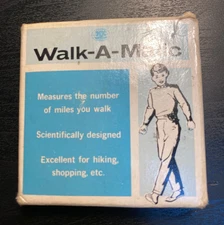 Walk-A-Matic
Measures the number
of miles you walk
Scientifically designed
Excellent for hiking,
shopping, etc.